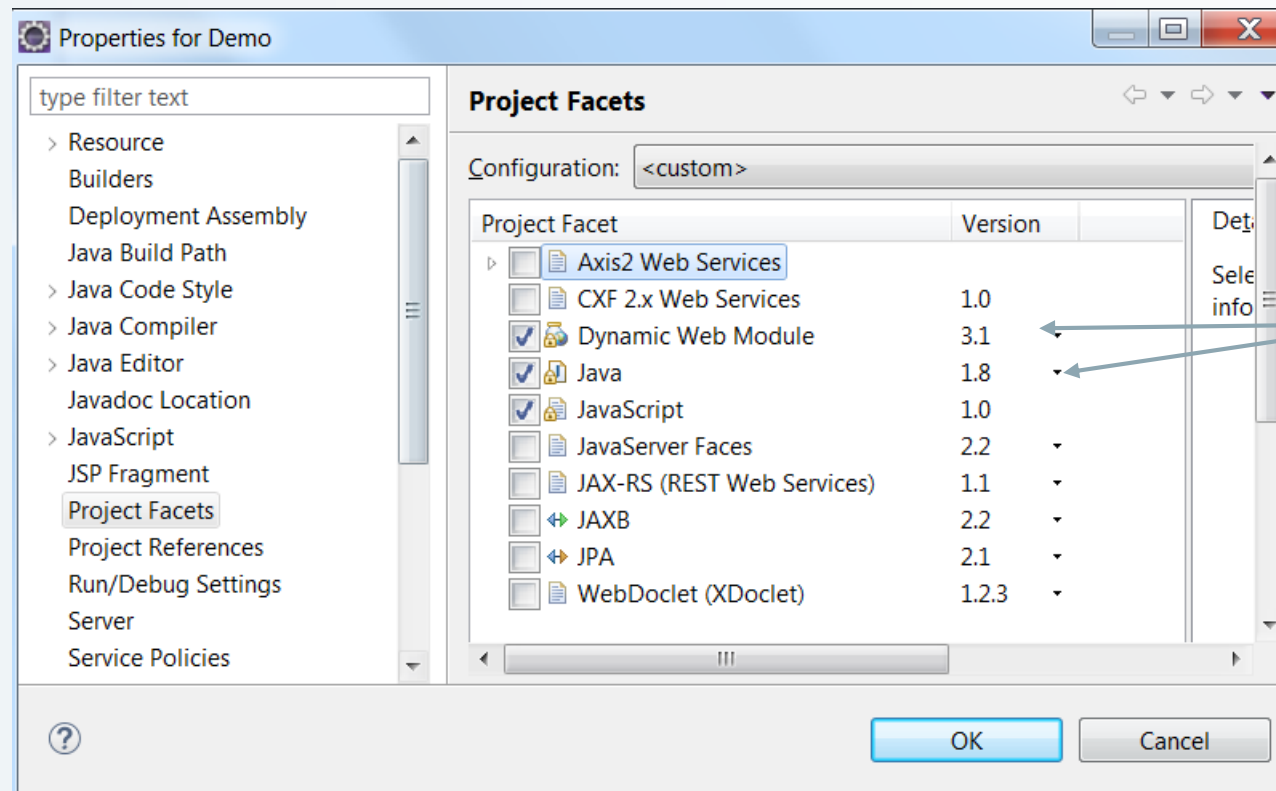 Properties for Demo
type filter text
Resource
Builders
Deployment Assembly
Java Build Path
Java Code Style
Java Compiler
Java Editor
Javadoc Location
JavaScript
JSP Fragment
Project Facets
Project References
Run/Debug Settings
Server
Service Policies
Project Facets
Configuration: <custom>
Project Facet Version
Axis2 Web Services
CXF 2.x Web Services 1.0
Dynamic Web Module 3.1
Java 1.8
JavaScript 1.0
JavaServer Faces 2.2
JAX-RS (REST Web Services) 1.1
JAXB 2.2
JPA 2.1
WebDoclet (XDoclet) 1.2.3
OK Cancel